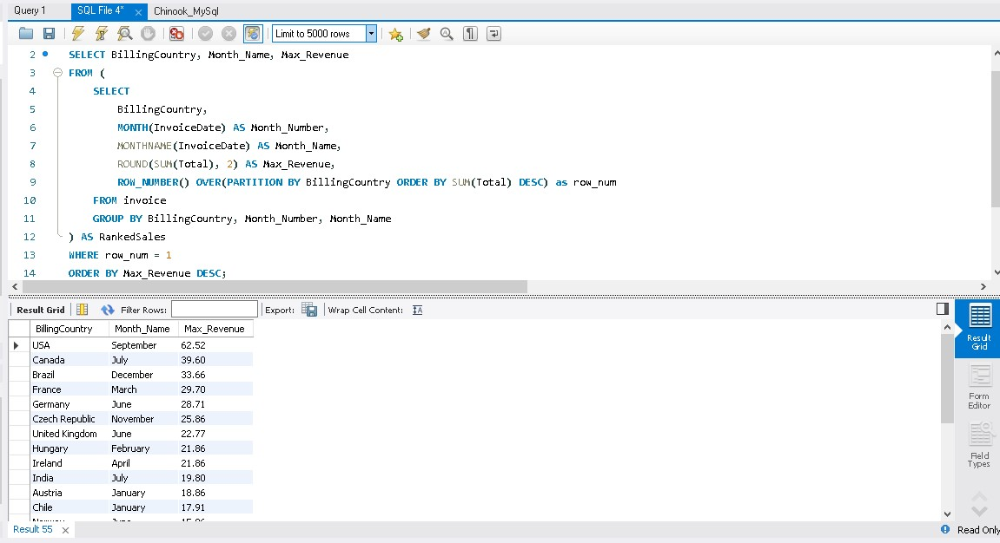 Query 1 SQL File 4* Chinook_MySql
Limit to 5000 rows
2 SELECT BillingCountry, Month_Name, Max_Revenue
3 FROM (
4 SELECT
5 BillingCountry,
6 MONTH(InvoiceDate) AS Month_Number,
7 MONTHNAME(InvoiceDate) AS Month_Name,
8 ROUND(SUM(Total), 2) AS Max_Revenue,
9 ROW_NUMBER() OVER(PARTITION BY BillingCountry ORDER BY SUM(Total) DESC) as row_num
10 FROM invoice
11 GROUP BY BillingCountry, Month_Number, Month_Name
12 ) AS RankedSales
13 WHERE row_num = 1
14 ORDER BY Max_Revenue DESC;
Result Grid Filter Rows: Export: Wrap Cell Content: IA
BillingCountry Month_Name Max_Revenue
USA September 62.52
Canada July 39.60
Brazil December 33.66
France March 29.70
Germany June 28.71
Czech Republic November 25.86
United Kingdom June 22.77
Hungary February 21.86
Ireland April 21.86
India July 19.80
Austria January 18.86
Chile January 17.91
Result
Grid
Form
Editor
Field
Types
Result 55
Read Only